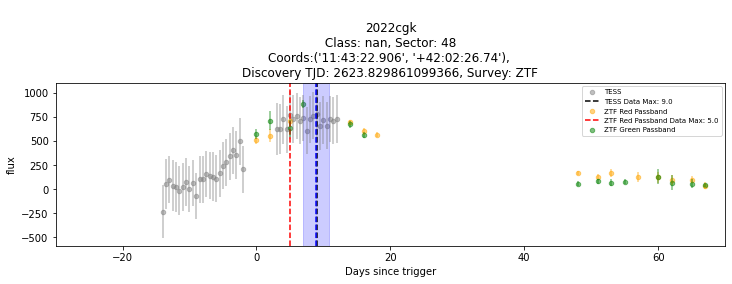 2022cgk
Class: nan, Sector: 48
Coords:('11:43:22.906', '+42:02:26.74'),
Discovery TJD: 2623.829861099366, Survey: ZTF
1000
750
500
250
0
−250
−500
flux
TESS
TESS Data Max: 9.0
ZTF Red Passband
ZTF Red Passband Data Max: 5.0
ZTF Green Passband
−20
0
20
40
60
Days since trigger